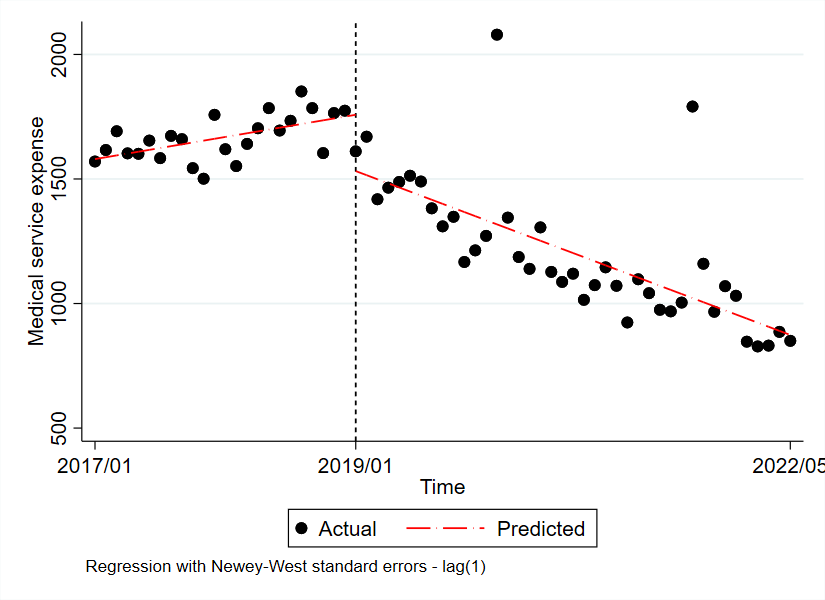 2000
1500
1000
500
Medical service expense
2017/01
2019/01
2022/05
Time
Actual
Predicted
Regression with Newey-West standard errors - lag(1)